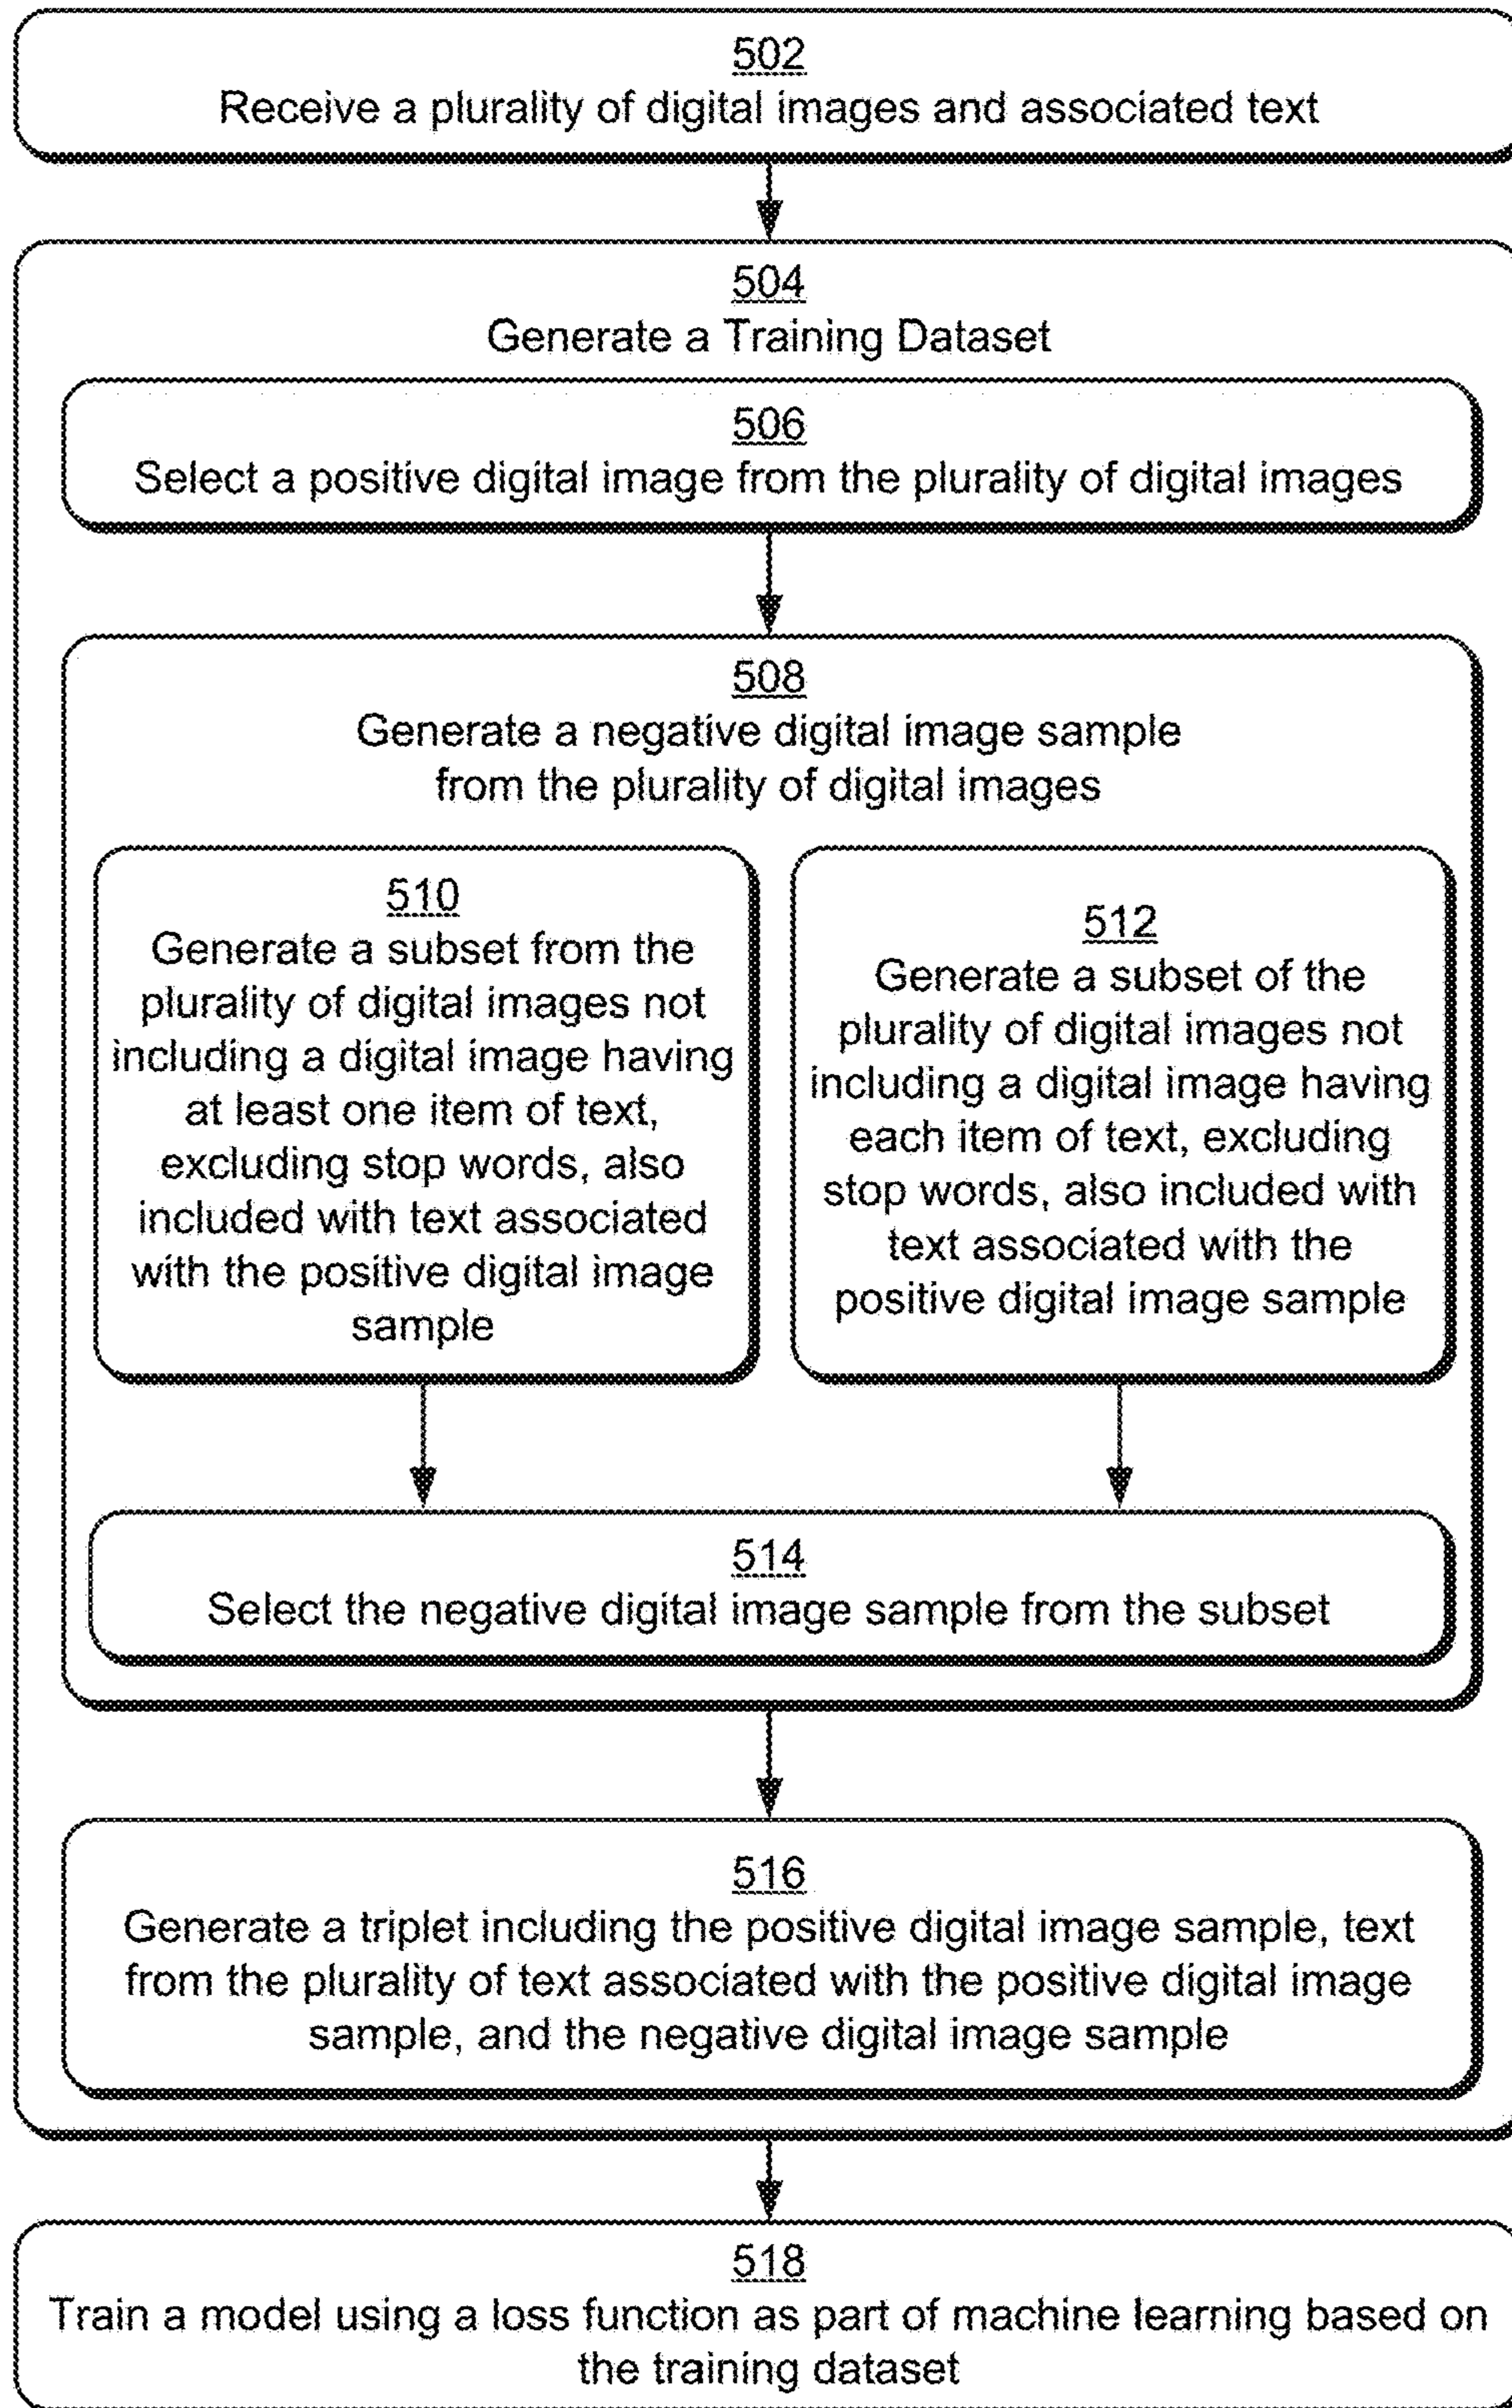 502
Receive a plurality of digital images and associated text
504
Generate a Training Dataset
506
Select a positive digital image from the plurality of digital images
508
Generate a negative digital image sample
from the plurality of digital images
510
Generate a subset from the
plurality of digital images not
including a digital image having
at least one item of text,
excluding stop words, also
included with text associated
with the positive digital image
sample
512
Generate a subset of the
plurality of digital images not
including a digital image having
each item of text, excluding
stop words, also included with
text associated with the
positive digital image sample
514
Select the negative digital image sample from the subset
516
Generate a triplet including the positive digital image sample, text
from the plurality of text associated with the positive digital image
sample, and the negative digital image sample
518
Train a model using a loss function as part of machine learning based on
the training dataset